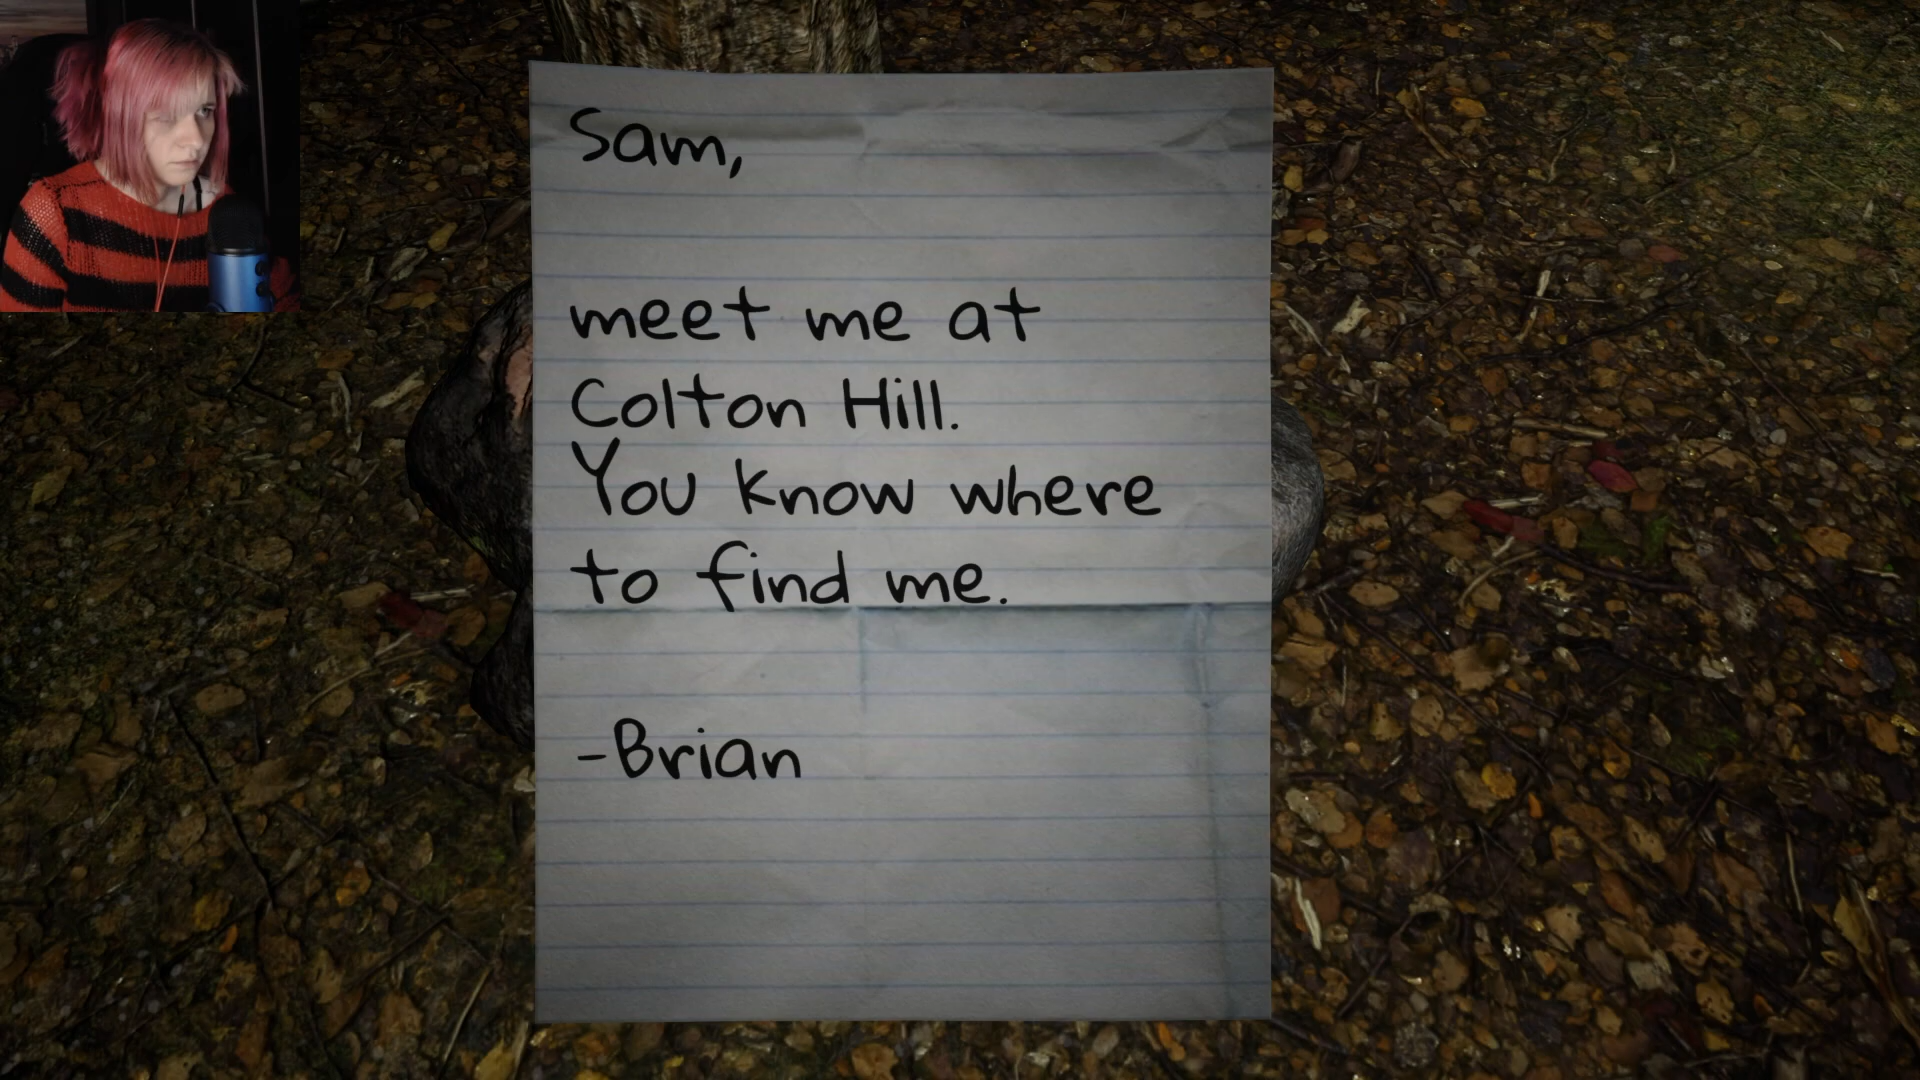 Sam,
meet me at
Colton Hill.
You know where
to find me.
-Brian